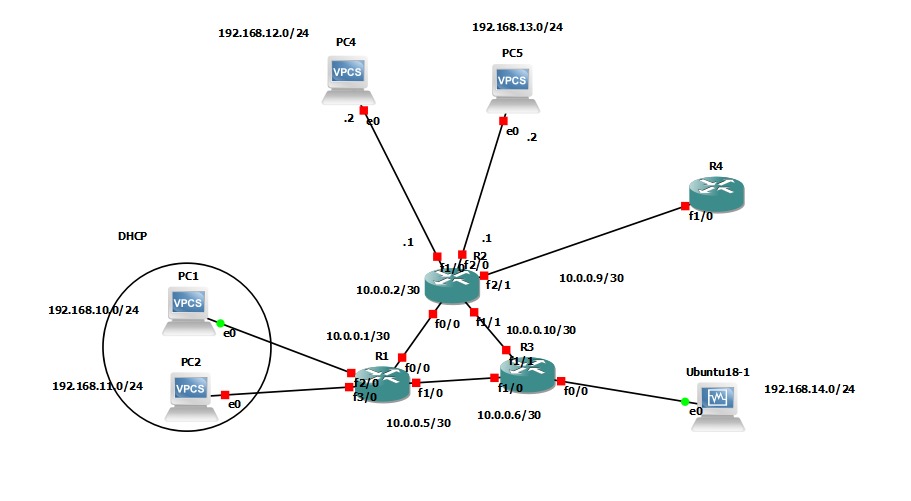 192.168.12.0/24
192.168.13.0/24
PC4
PC5
VPCS
VPCS
.2
e0
e0
.2
R4
f1/0
DHCP
.1
.1
R2
f1/0
f2/0
f2/1
10.0.0.9/30
PC1
VPCS
192.168.10.0/24
e0
10.0.0.2/30
f0/0
f1/1
10.0.0.1/30
10.0.0.10/30
R1
R3
f0/0
f1/1
PC2
VPCS
192.168.11.0/24
e0
f2/0
f3/0
f1/0
f1/0
f0/0
Ubuntu18-1
192.168.14.0/24
e0
10.0.0.5/30
10.0.0.6/30